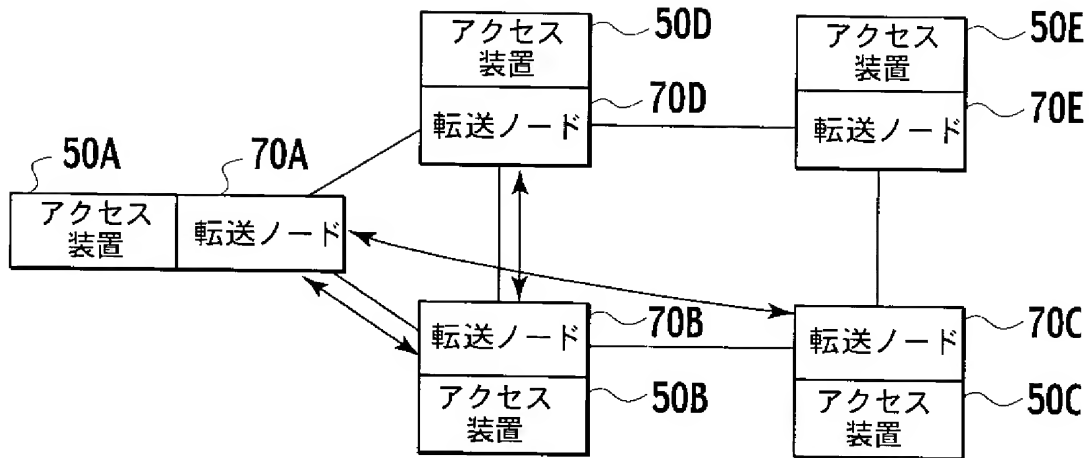 アクセス
装置
50D
転送ノード
70D
アクセス
装置
50E
転送ノード
70E
50A
70A
アクセス
装置
転送ノード
転送ノード
70B
アクセス
装置
50B
転送ノード
70C
アクセス
装置
50C